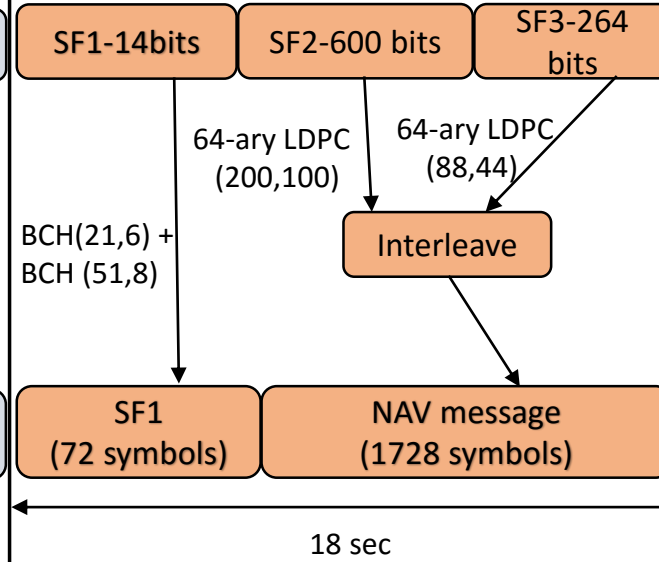 SF1-14bits
SF2-600 bits
SF3-264
bits
64-ary LDPC
(200,100)
64-ary LDPC
(88,44)
BCH(21,6) +
BCH (51,8)
Interleave
SF1
(72 symbols)
NAV message
(1728 symbols)
18 sec